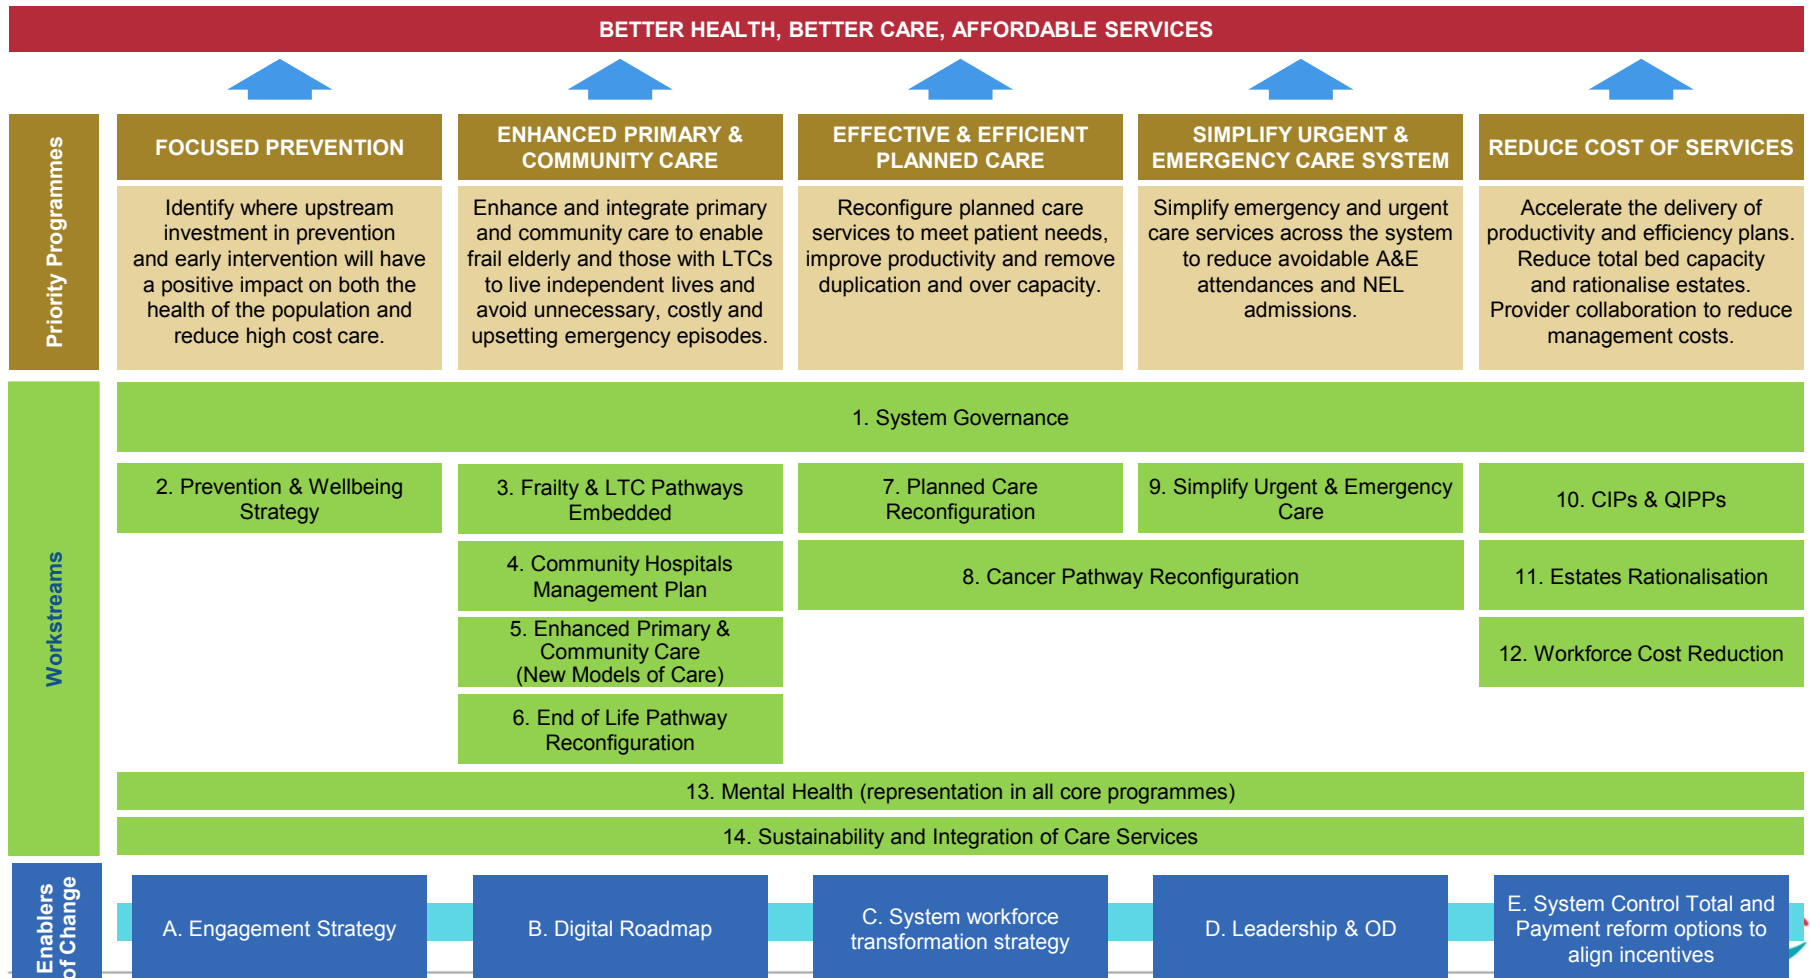 BETTER HEALTH, BETTER CARE, AFFORDABLE SERVICES
Priority Programmes
FOCUSED PREVENTION
Identify where upstream
investment in prevention
and early intervention will have
a positive impact on both the
health of the population and
reduce high cost care.
ENHANCED PRIMARY &
COMMUNITY CARE
Enhance and integrate primary
and community care to enable
frail elderly and those with LTCs
to live independent lives and
avoid unnecessary, costly and
upsetting emergency episodes.
EFFECTIVE & EFFICIENT
PLANNED CARE
Reconfigure planned care
services to meet patient needs,
improve productivity and remove
duplication and over capacity.
SIMPLIFY URGENT &
EMERGENCY CARE SYSTEM
Simplify emergency and urgent
care services across the system
to reduce avoidable A&E
attendances and NEL
admissions.
REDUCE COST OF SERVICES
Accelerate the delivery of
productivity and efficiency plans.
Reduce total bed capacity
and rationalise estates.
Provider collaboration to reduce
management costs.
Workstreams
1. System Governance
2. Prevention & Wellbeing
Strategy
3. Frailty & LTC Pathways
Embedded
4. Community Hospitals
Management Plan
5. Enhanced Primary &
Community Care
(New Models of Care)
6. End of Life Pathway
Reconfiguration
7. Planned Care
Reconfiguration
9. Simplify Urgent & Emergency
Care
8. Cancer Pathway Reconfiguration
10. CIPs & QIPPs
11. Estates Rationalisation
12. Workforce Cost Reduction
13. Mental Health (representation in all core programmes)
14. Sustainability and Integration of Care Services
Enablers
of Change
A. Engagement Strategy
B. Digital Roadmap
C. System workforce
transformation strategy
D. Leadership & OD
E. System Control Total and
Payment reform options to
align incentives